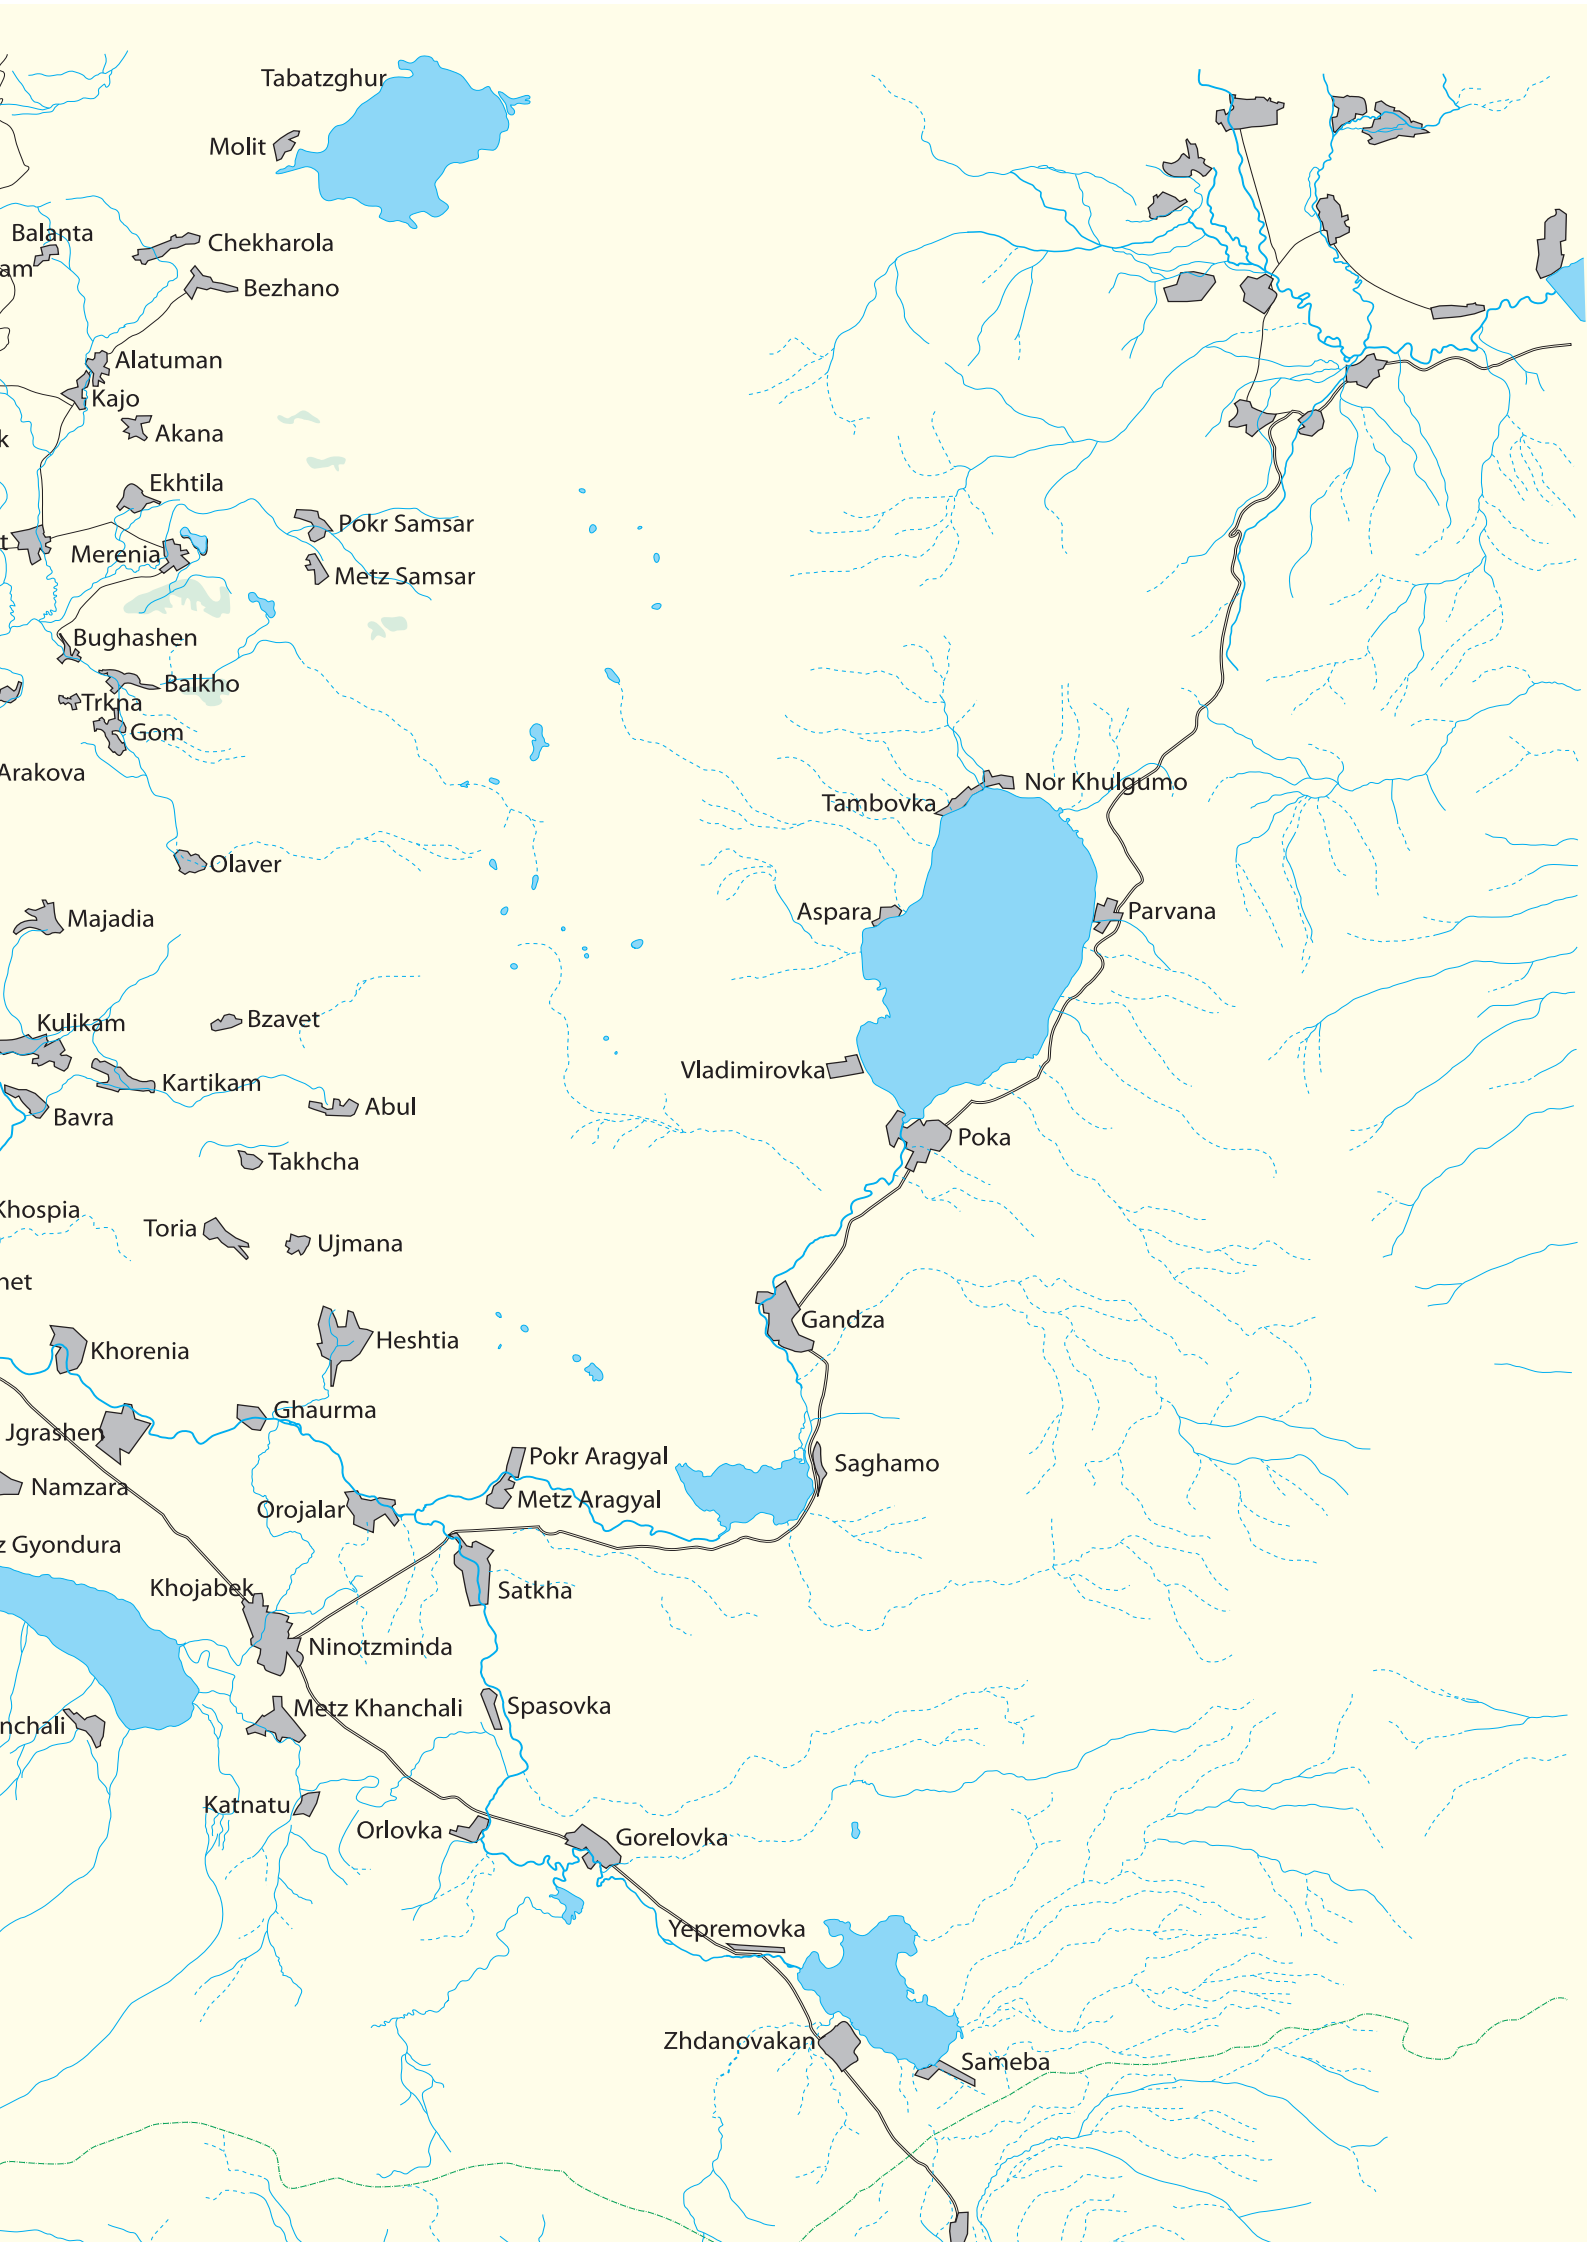 Tabatzghur
Molit
Balanta
Chekharola
am
Bezhano
Alatuman
Kajo
Akana
k
Ekhtila
Pokr Samsar
t
Merenia
Metz Samsar
Bughashen
Balkho
Trkna
Gom
Arakova
Nor Khulgumo
Tambovka
Olaver
Aspara
Parvana
Majadia
Bzavet
Kulikam
Vladimirovka
Kartikam
Abul
Bavra
Poka
Takhcha
Khospia
Toria
Ujmana
net
Gandza
Heshtia
Khorenia
Ghaurma
Jgrashen
Pokr Aragyal
Saghamo
Namzara
Metz Aragyal
Orojalar
z Gyondura
Khojabek
Satkha
Ninotzminda
Spasovka
Metz Khanchali
nchali
Katnatu
Orlovka
Gorelovka
Yepremovka
Zhdanovakan
Sameba